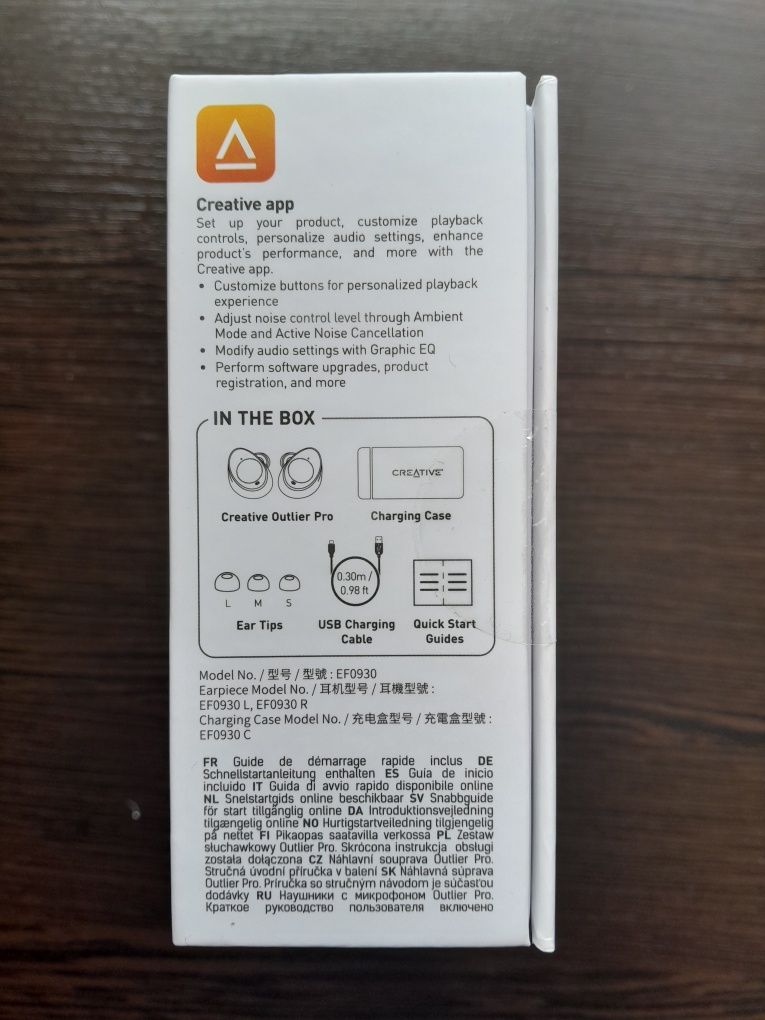 Creative app
Set up your product, customize playback
controls, personalize audio settings, enhance
product's performance, and more with the
Creative app.
• Customize buttons for personalized playback
experience
• Adjust noise control level through Ambient
Mode and Active Noise Cancellation
• Modify audio settings with Graphic EQ
• Perform software upgrades, product
registration, and more
IN THE BOX
CREATIVE
Creative Outlier Pro
Charging Case
L M S
0.30m /
0.98 ft
Ear Tips
USB Charging
Cable
Quick Start
Guides
Model No. / 型号 / 型號 : EF0930
Earpiece Model No. / 耳机型号 / 耳機型號 :
EF0930 L, EF0930 R
Charging Case Model No. / 充电盒型号 / 充電盒型號 :
EF0930 C
FR Guide de démarrage rapide inclus DE
Schnellstartanleitung enthalten ES Guía de inicio
incluido IT Guida di avvio rapido disponibile online
NL Snelstartgids online beschikbaar SV Snabbguide
för start tillgänglig online DA Introduktionsvejledning
tilgængelig online NO Hurtigstartveiledning tilgjengelig
på nettet FI Pikaopas saatavilla verkossa PL Zestaw
słuchawkowy Outlier Pro. Skrócona instrukcja obsługi
została dołączona CZ Náhlavní souprava Outlier Pro.
Stručná úvodní příručka v balení SK Náhlavná súprava
Outlier Pro. Príručka so stručným návodom je súčasťou
dodávky RU Наушники с микрофоном Outlier Pro.
Краткое руководство пользователя включено